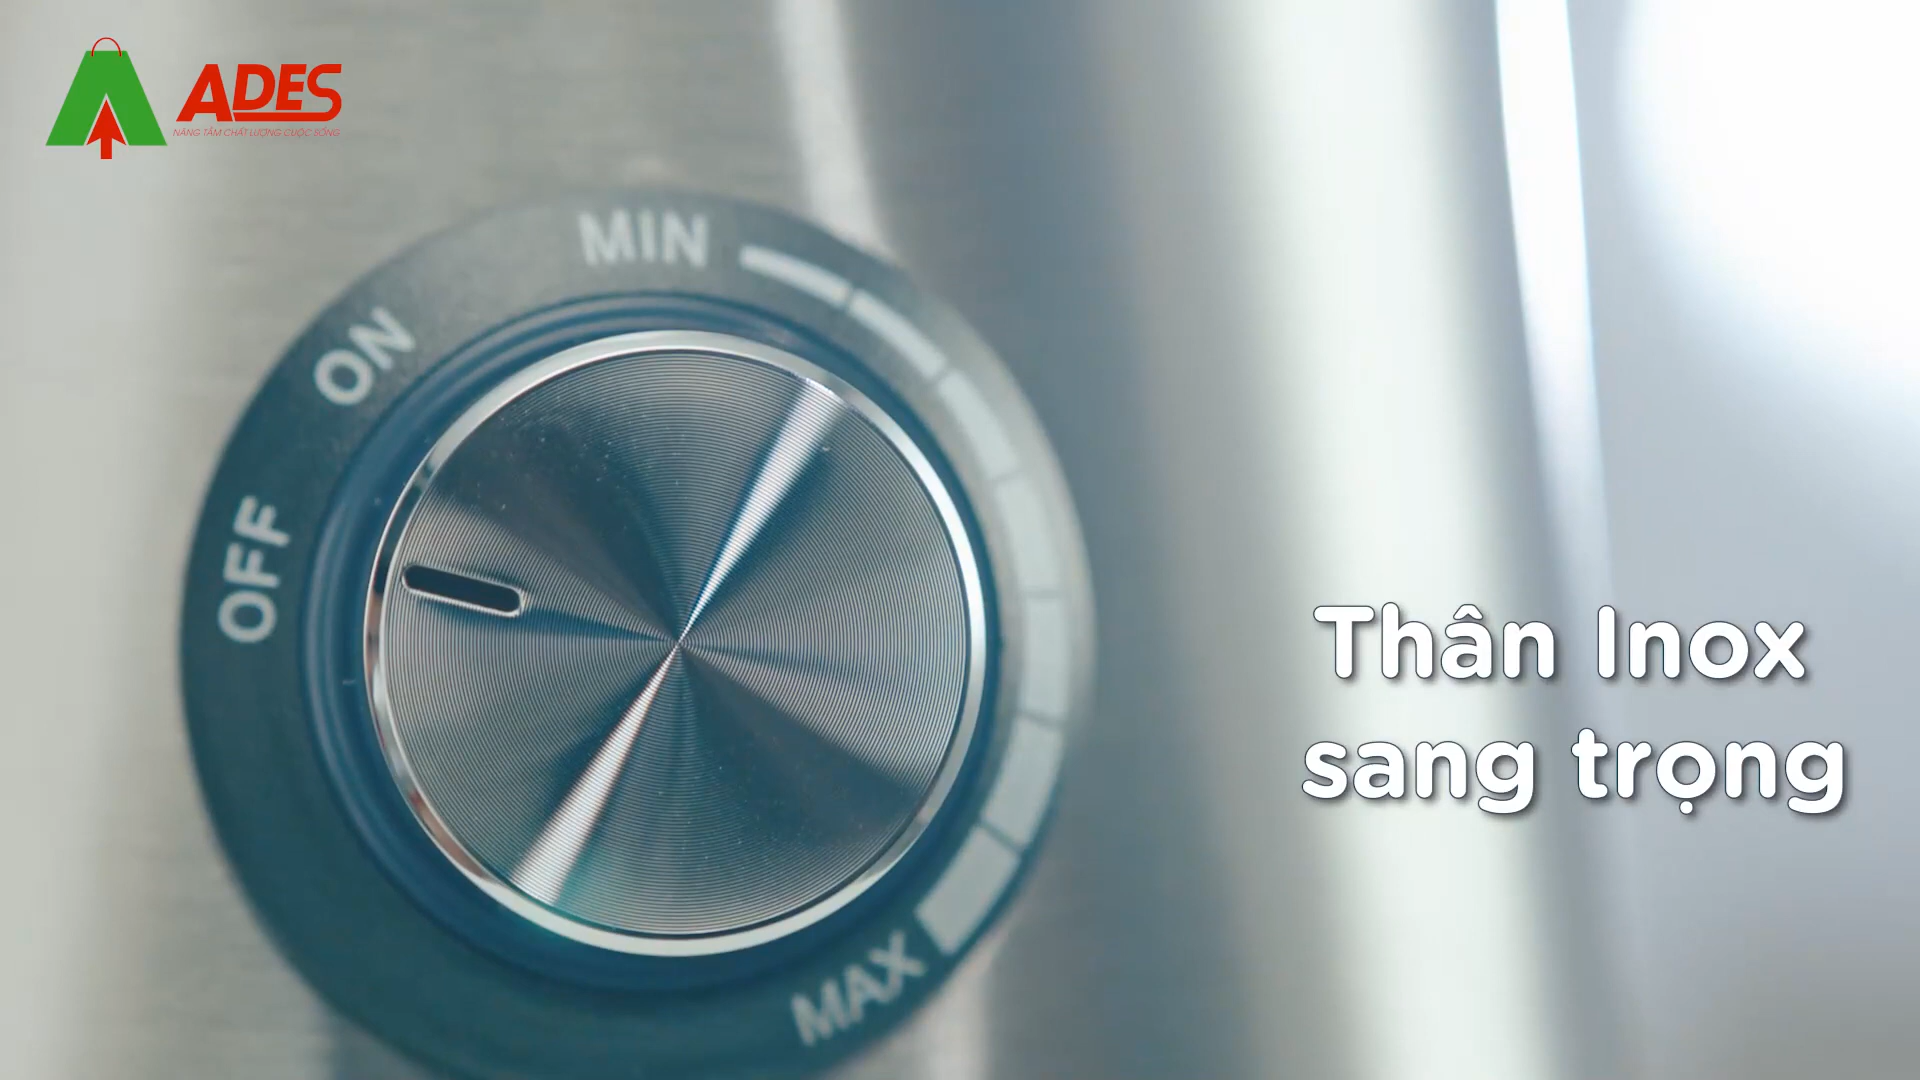 ADES
NÂNG TẦM CHẤT LƯỢNG CUỘC SỐNG
MIN
ON
OFF
MAX
Thân Inox
sang trọng